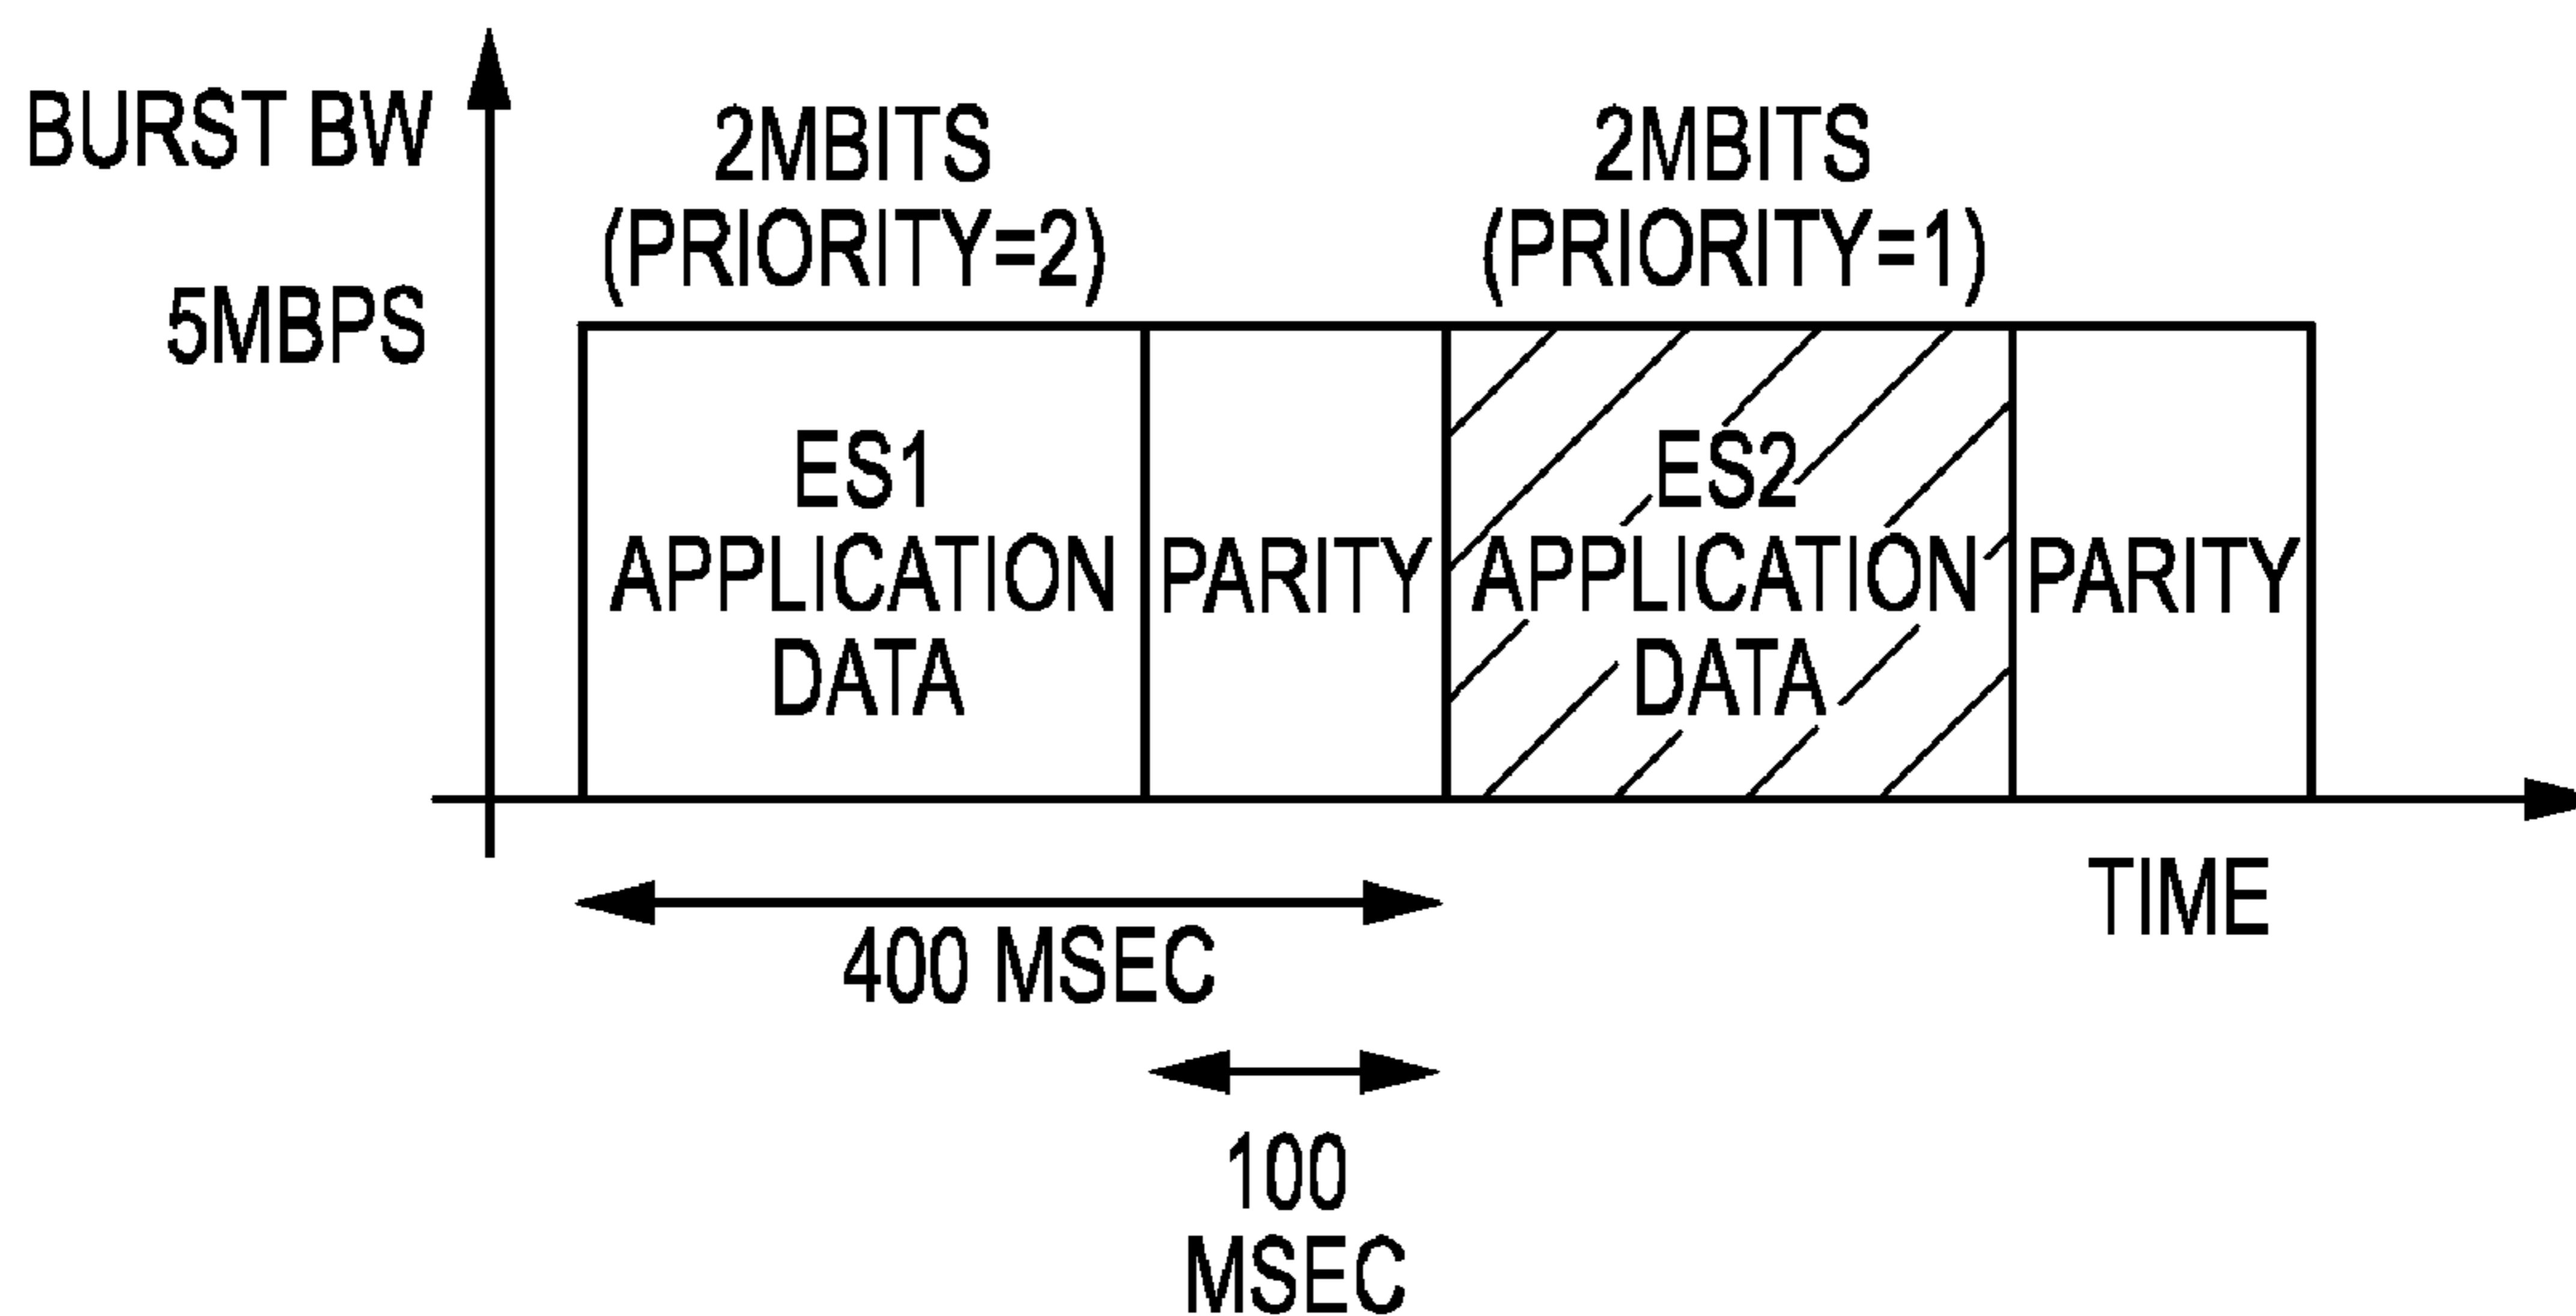 BURST BW
5MBPS
2MBITS
(PRIORITY=2)
2MBITS
(PRIORITY=1)
ES1
APPLICATION
DATA
PARITY
ES2
APPLICATION
DATA
PARITY
TIME
400 MSEC
100
MSEC